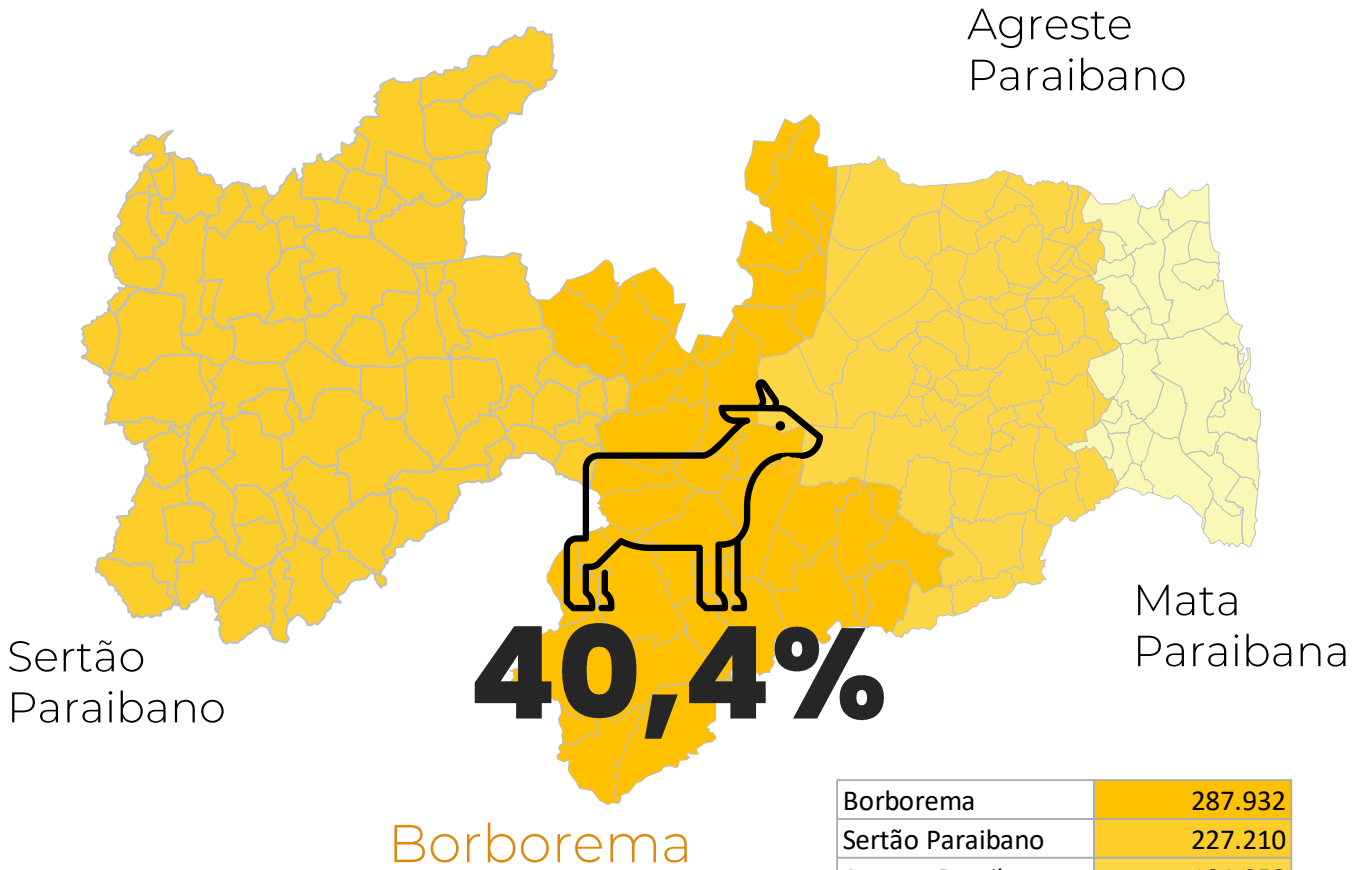 Agreste
Paraibano
Sertão
Paraibano
Mata
Paraibana
40,4%
Borborema
Borborema 287.932
Sertão Paraibano 227.210